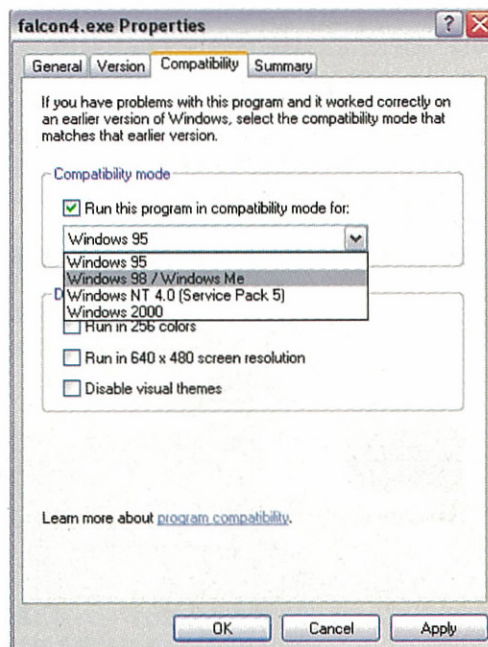 falcon4.exe Properties
General Version Compatibility Summary
If you have problems with this program and it worked correctly on
an earlier version of Windows, select the compatibility mode that
matches that earlier version.
Compatibility mode
Run this program in compatibility mode for:
Windows 95
Windows 95
Windows 98 / Windows Me
Windows NT 4.0 (Service Pack 5)
Windows 2000
D
Run in 256 colors
Run in 640 x 480 screen resolution
Disable visual themes
Learn more about program compatibility.
OK Cancel Apply